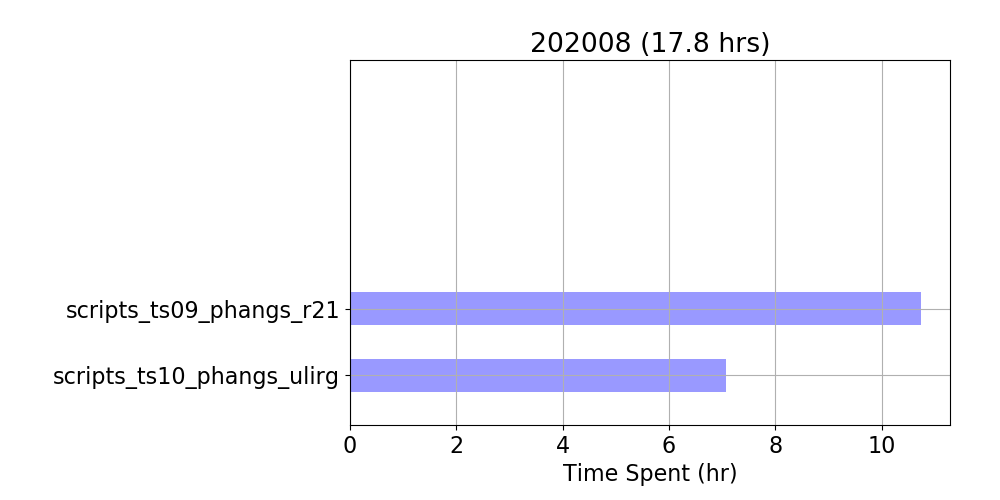 202008 (17.8 hrs)
scripts_ts09_phangs_r21
scripts_ts10_phangs_ulirg
0 2 4 6 8 10
Time Spent (hr)